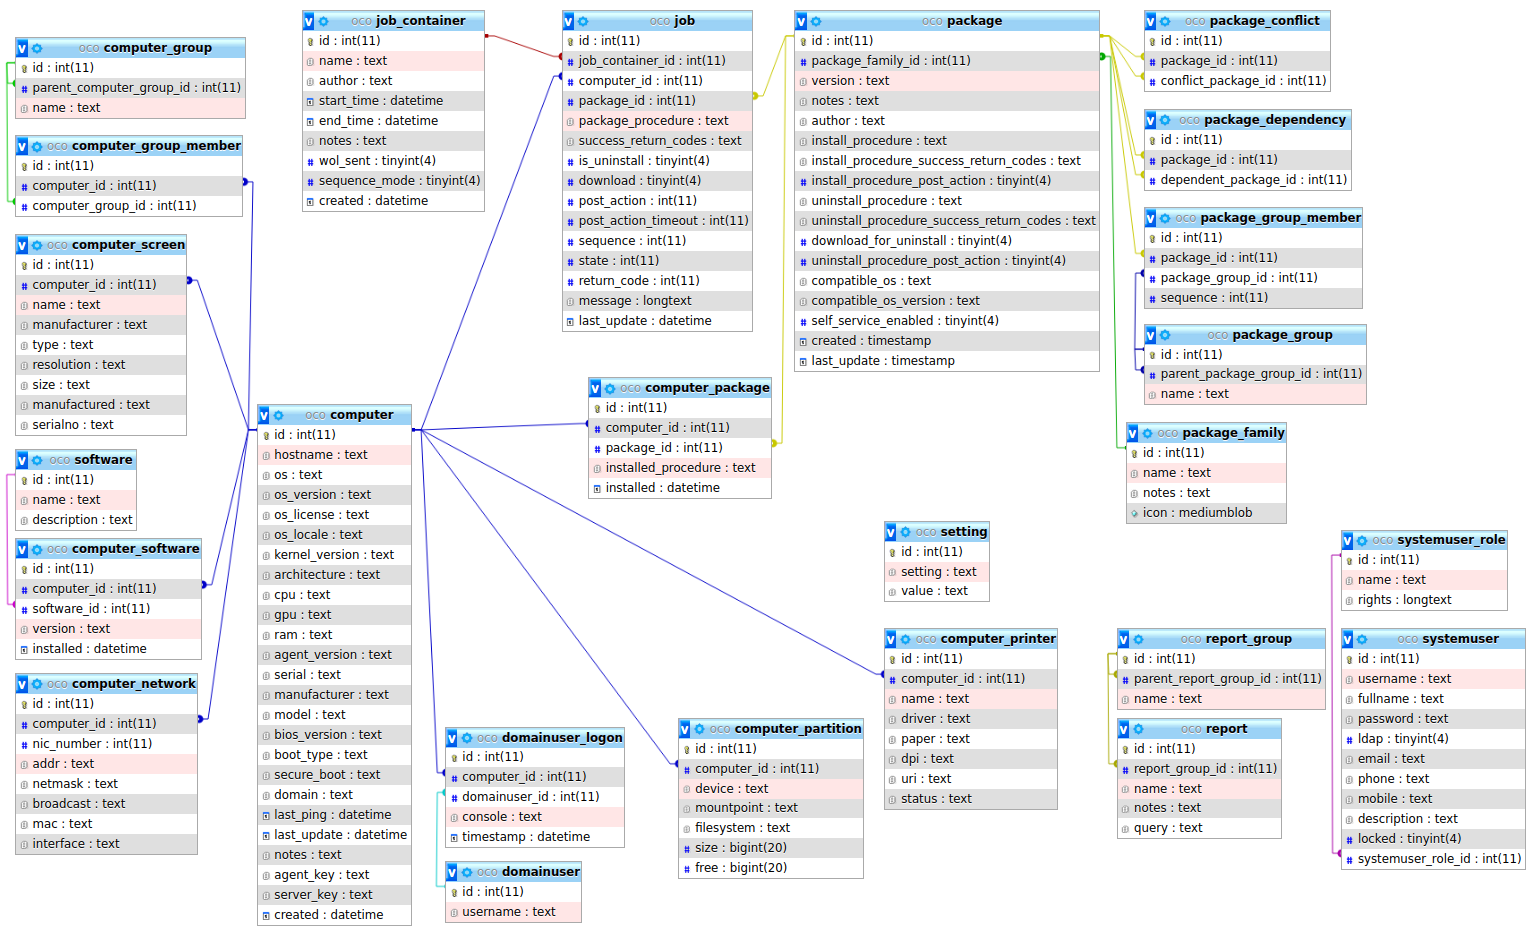 v oco computer_group
id : int(11)
# parent_computer_group_id : int(11)
name : text
v oco computer_group_member
id : int(11)
# computer_id : int(11)
# computer_group_id : int(11)
v oco computer_screen
id : int(11)
# computer_id : int(11)
name : text
manufacturer : text
type : text
resolution : text
size : text
manufactured : text
serialno : text
v oco software
id : int(11)
name : text
description : text
v oco computer_software
id : int(11)
# computer_id : int(11)
# software_id : int(11)
version : text
installed : datetime
v oco computer_network
id : int(11)
# computer_id : int(11)
# nic_number : int(11)
addr : text
netmask : text
broadcast : text
mac : text
interface : text
v oco job_container
id : int(11)
name : text
author : text
start_time : datetime
end_time : datetime
notes : text
# wol_sent : tinyint(4)
# sequence_mode : tinyint(4)
created : datetime
v oco computer
id : int(11)
hostname : text
os : text
os_version : text
os_license : text
os_locale : text
kernel_version : text
architecture : text
cpu : text
gpu : text
ram : text
agent_version : text
serial : text
manufacturer : text
model : text
bios_version : text
boot_type : text
secure_boot : text
domain : text
last_ping : datetime
last_update : datetime
notes : text
agent_key : text
server_key : text
created : datetime
v oco job
id : int(11)
# job_container_id : int(11)
# computer_id : int(11)
# package_id : int(11)
package_procedure : text
success_return_codes : text
# is_uninstall : tinyint(4)
# download : tinyint(4)
# post_action : int(11)
# post_action_timeout : int(11)
# sequence : int(11)
# state : int(11)
# return_code : int(11)
message : longtext
last_update : datetime
v oco computer_package
id : int(11)
# computer_id : int(11)
# package_id : int(11)
installed_procedure : text
installed : datetime
v oco domainuser_logon
id : int(11)
# computer_id : int(11)
# domainuser_id : int(11)
console : text
timestamp : datetime
v oco domainuser
id : int(11)
username : text
v oco computer_partition
id : int(11)
# computer_id : int(11)
device : text
mountpoint : text
filesystem : text
# size : bigint(20)
# free : bigint(20)
v oco package
id : int(11)
# package_family_id : int(11)
version : text
notes : text
author : text
install_procedure : text
install_procedure_success_return_codes : text
# install_procedure_post_action : tinyint(4)
uninstall_procedure : text
uninstall_procedure_success_return_codes : text
# download_for_uninstall : tinyint(4)
# uninstall_procedure_post_action : tinyint(4)
compatible_os : text
compatible_os_version : text
# self_service_enabled : tinyint(4)
created : timestamp
last_update : timestamp
v oco setting
id : int(11)
setting : text
value : text
v oco computer_printer
id : int(11)
# computer_id : int(11)
name : text
driver : text
paper : text
dpi : text
uri : text
status : text
v oco package_conflict
id : int(11)
# package_id : int(11)
# conflict_package_id : int(11)
v oco package_dependency
id : int(11)
# package_id : int(11)
# dependent_package_id : int(11)
v oco package_group_member
id : int(11)
# package_id : int(11)
# package_group_id : int(11)
# sequence : int(11)
v oco package_group
id : int(11)
# parent_package_group_id : int(11)
name : text
v oco package_family
id : int(11)
name : text
notes : text
icon : mediumblob
v oco report_group
id : int(11)
# parent_report_group_id : int(11)
name : text
v oco report
id : int(11)
# report_group_id : int(11)
name : text
notes : text
query : text
v oco systemuser_role
id : int(11)
name : text
rights : longtext
v oco systemuser
id : int(11)
username : text
fullname : text
password : text
# ldap : tinyint(4)
email : text
phone : text
mobile : text
description : text
# locked : tinyint(4)
# systemuser_role_id : int(11)